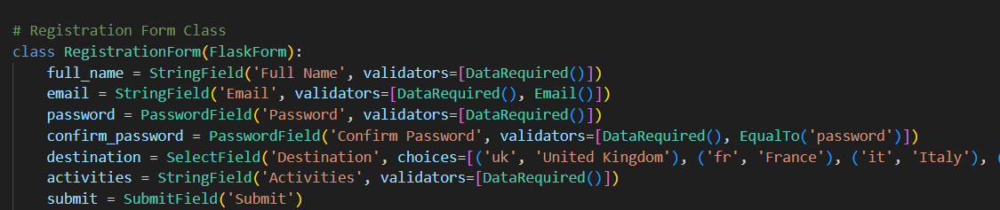 # Registration Form Class
class RegistrationForm(FlaskForm):
    full_name = StringField('Full Name', validators=[DataRequired()])
    email = StringField('Email', validators=[DataRequired(), Email()])
    password = PasswordField('Password', validators=[DataRequired()])
    confirm_password = PasswordField('Confirm Password', validators=[DataRequired(), EqualTo('password')])
    destination = SelectField('Destination', choices=[('uk', 'United Kingdom'), ('fr', 'France'), ('it', 'Italy'), (
    activities = StringField('Activities', validators=[DataRequired()])
    submit = SubmitField('Submit')